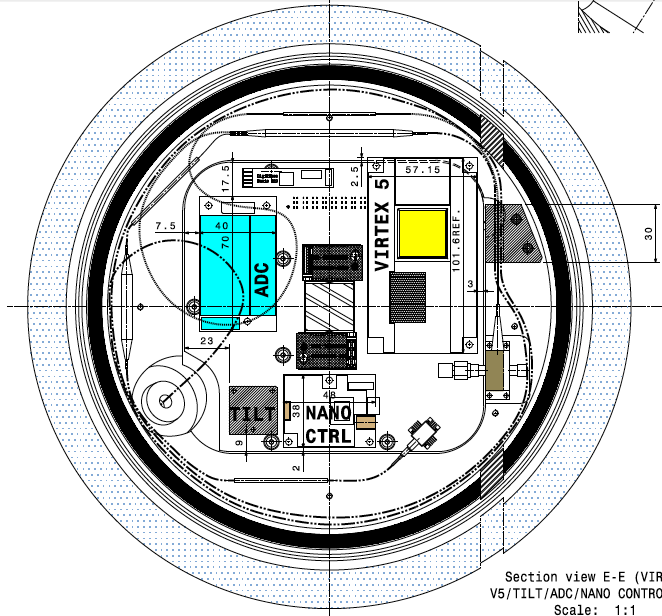 17.5
2.5
57.15
VIRTEX 5
7.5
40
70
ADC
101.6REF.
30
3
23
TILT
48
38
NANO
CTRL
9
2
Section view E-E (VIR
V5/TILT/ADC/NANO CONTRO
Scale: 1:1